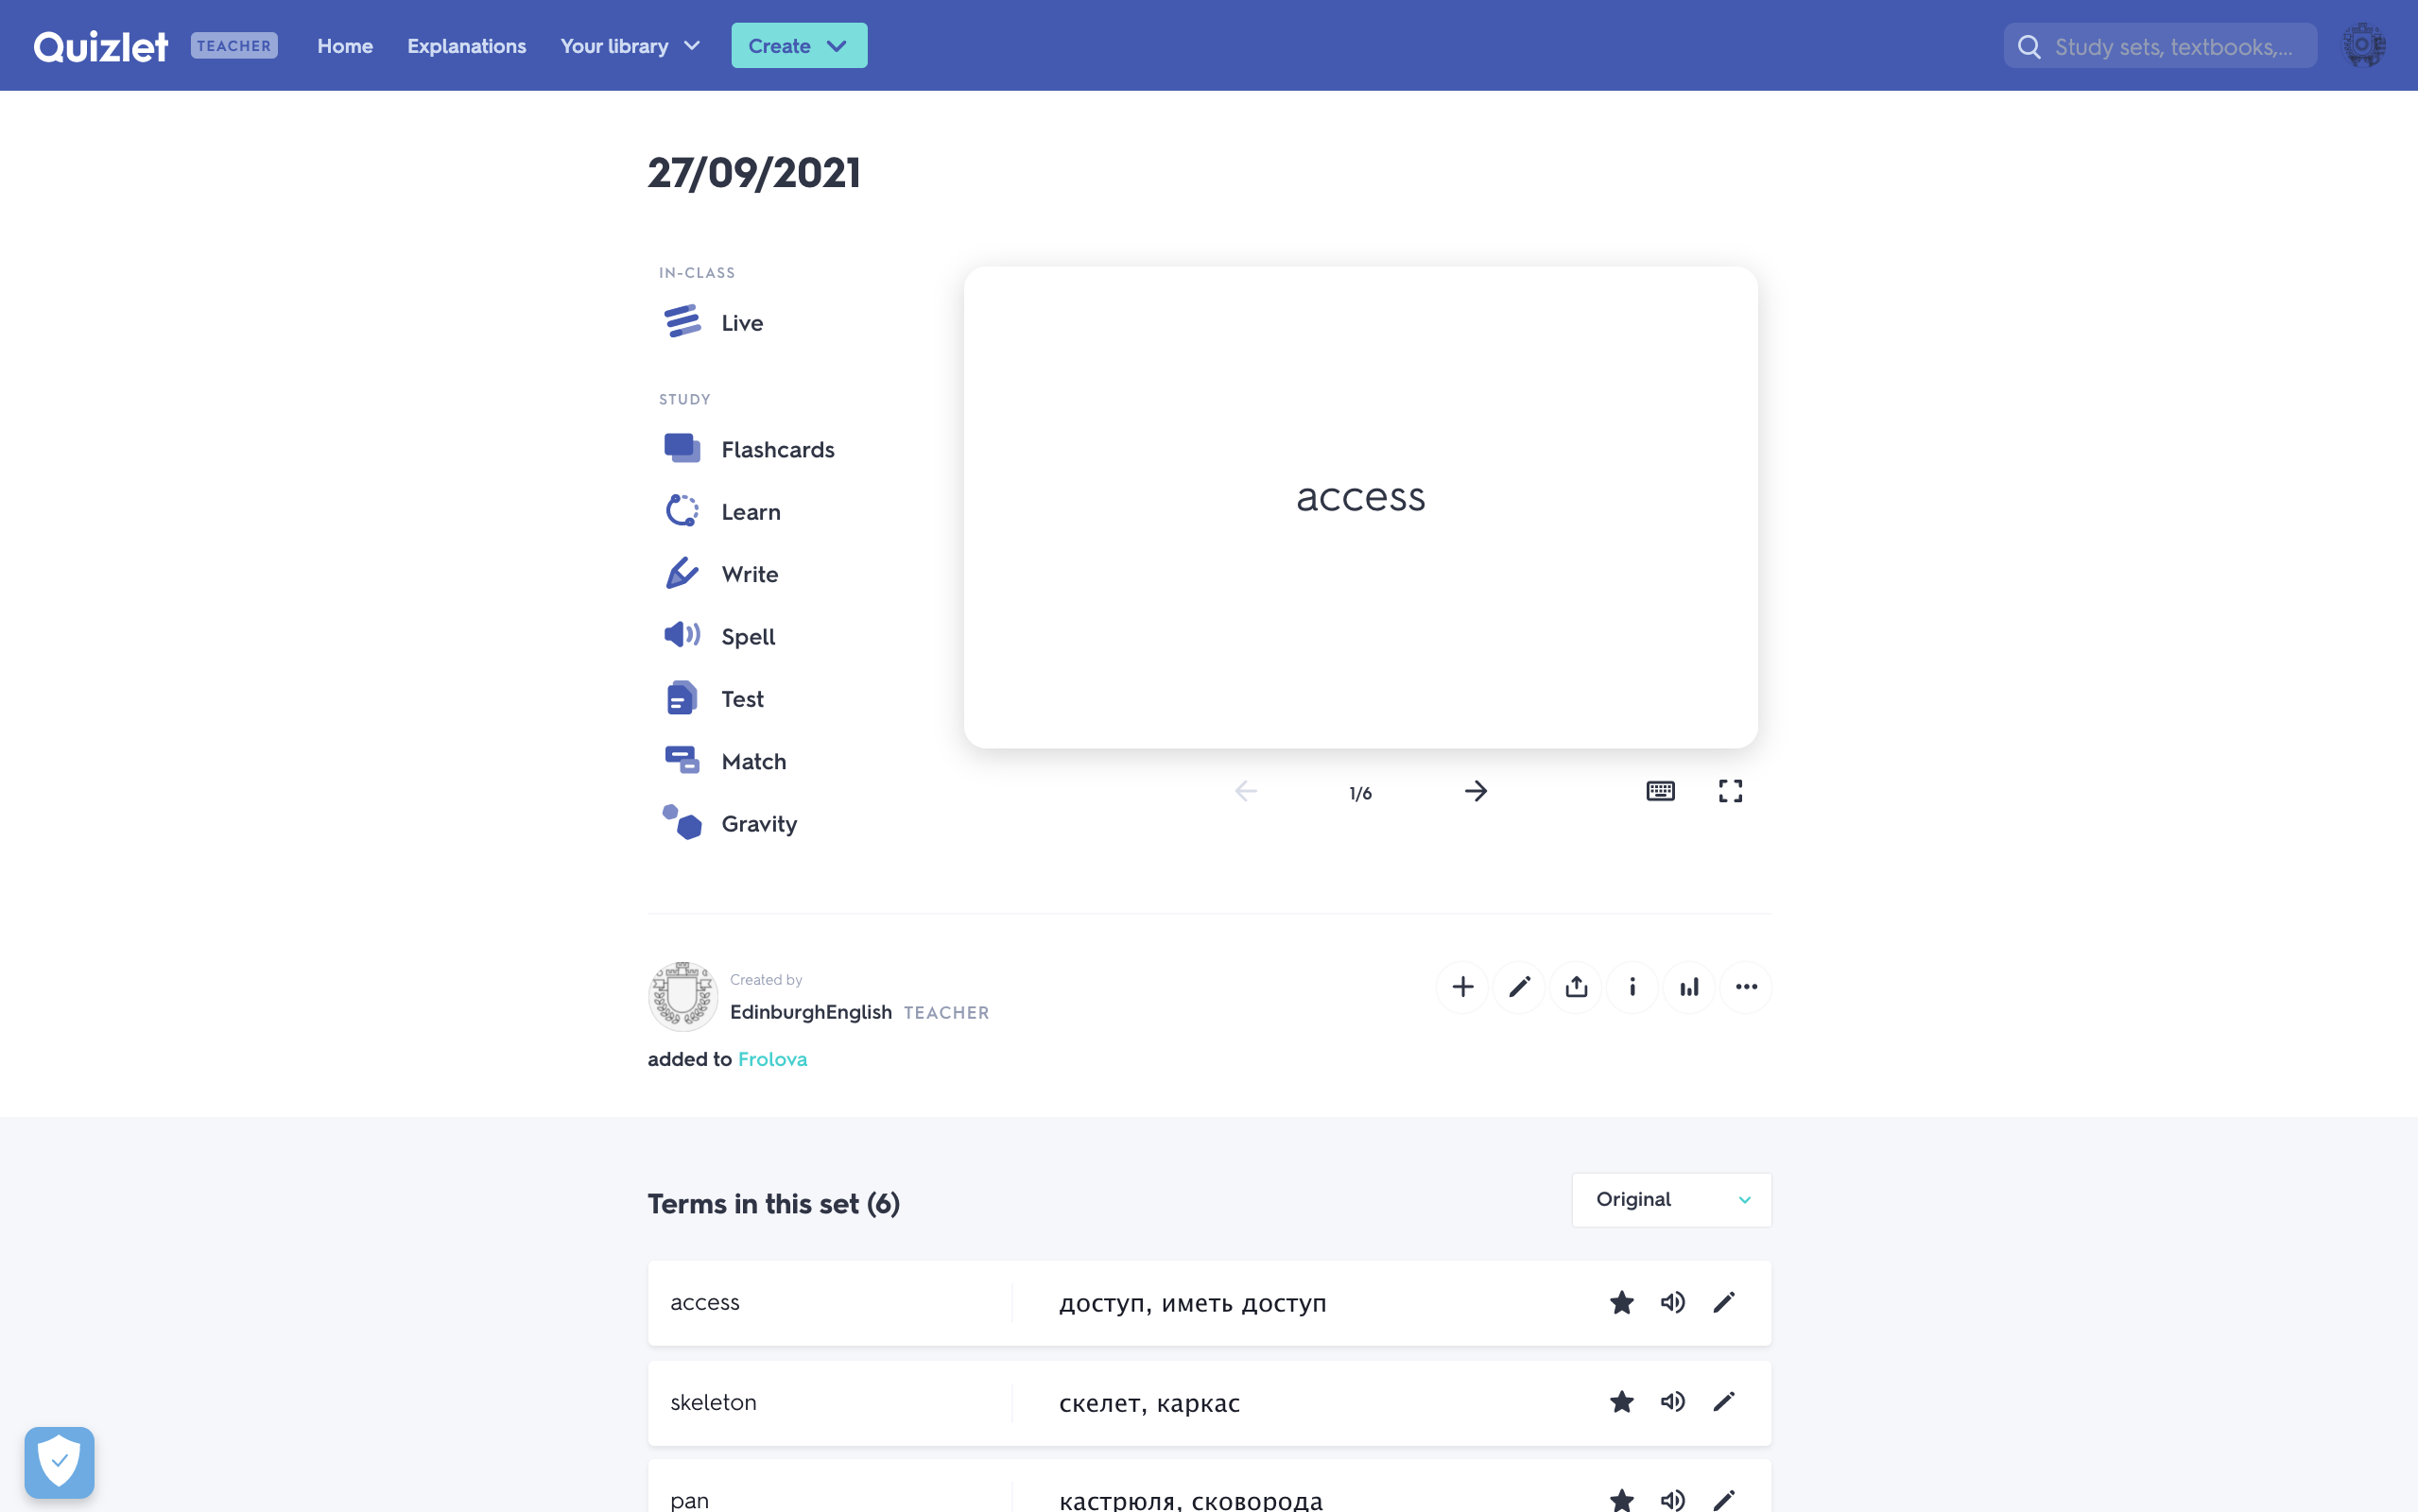 Quizlet TEACHER Home Explanations Your library Create Study sets, textbooks,...
27/09/2021
IN-CLASS
Live
STUDY
Flashcards
Learn
Write
Spell
Test
Match
Gravity
access
1/6
Created by
EdinburghEnglish TEACHER
added to Frolova
Terms in this set (6)
Original
access доступ, иметь доступ
skeleton скелет, каркас
pan кастрюля, сковорода